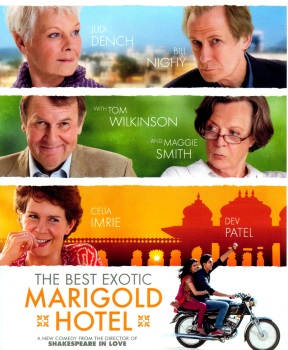 JUDI
DENCH
BILL
NIGHY
WITH TOM
WILKINSON
AND MAGGIE
SMITH
CELIA
IMRIE
DEV
PATEL
THE BEST EXOTIC
MARIGOLD
HOTEL
A NEW COMEDY FROM THE DIRECTOR OF
SHAKESPEARE IN LOVE